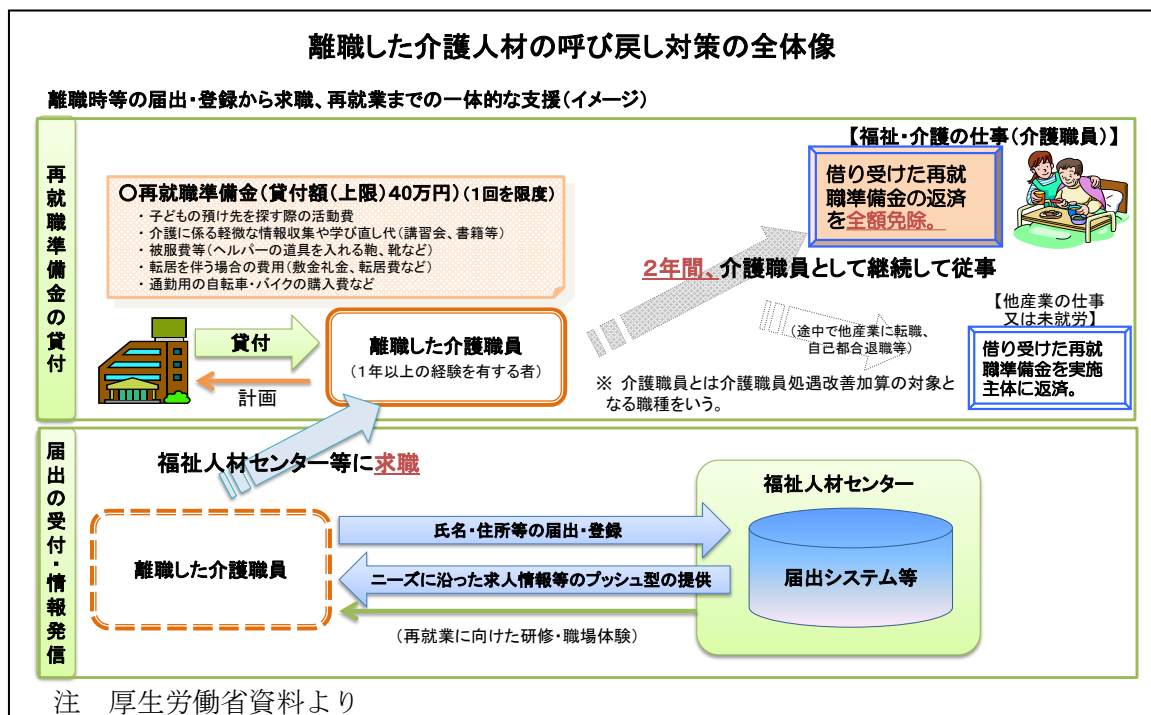 離職した介護人材の呼び戻し対策の全体像
離職時等の届出・登録から求職、再就業までの一体的な支援(イメージ)
再就職準備金の貸付
【福祉・介護の仕事(介護職員)】
借り受けた再就
職準備金の返済
を全額免除。
○再就職準備金(貸付額(上限)40万円)(1回を限度)
・子どもの預け先を探す際の活動費
・介護に係る軽微な情報収集や学び直し代(講習会、書籍等)
・被服費等(ヘルパーの道具を入れる鞄、靴など)
・転居を伴う場合の費用(敷金礼金、転居費など)
・通勤用の自転車・バイクの購入費など
2年間、介護職員として継続して従事
【他産業の仕事
又は未就労】
(途中で他産業に転職、
自己都合退職等)
借り受けた再就
職準備金を実施
主体に返済。
貸付
計画
離職した介護職員
(1年以上の経験を有する者)
※ 介護職員とは介護職員処遇改善加算の対象と
なる職種をいう。
届出の受付・情報発信
福祉人材センター等に求職
離職した介護職員
氏名・住所等の届出・登録
ニーズに沿った求人情報等のプッシュ型の提供
(再就業に向けた研修・職場体験)
福祉人材センター
届出システム等
注 厚生労働省資料より